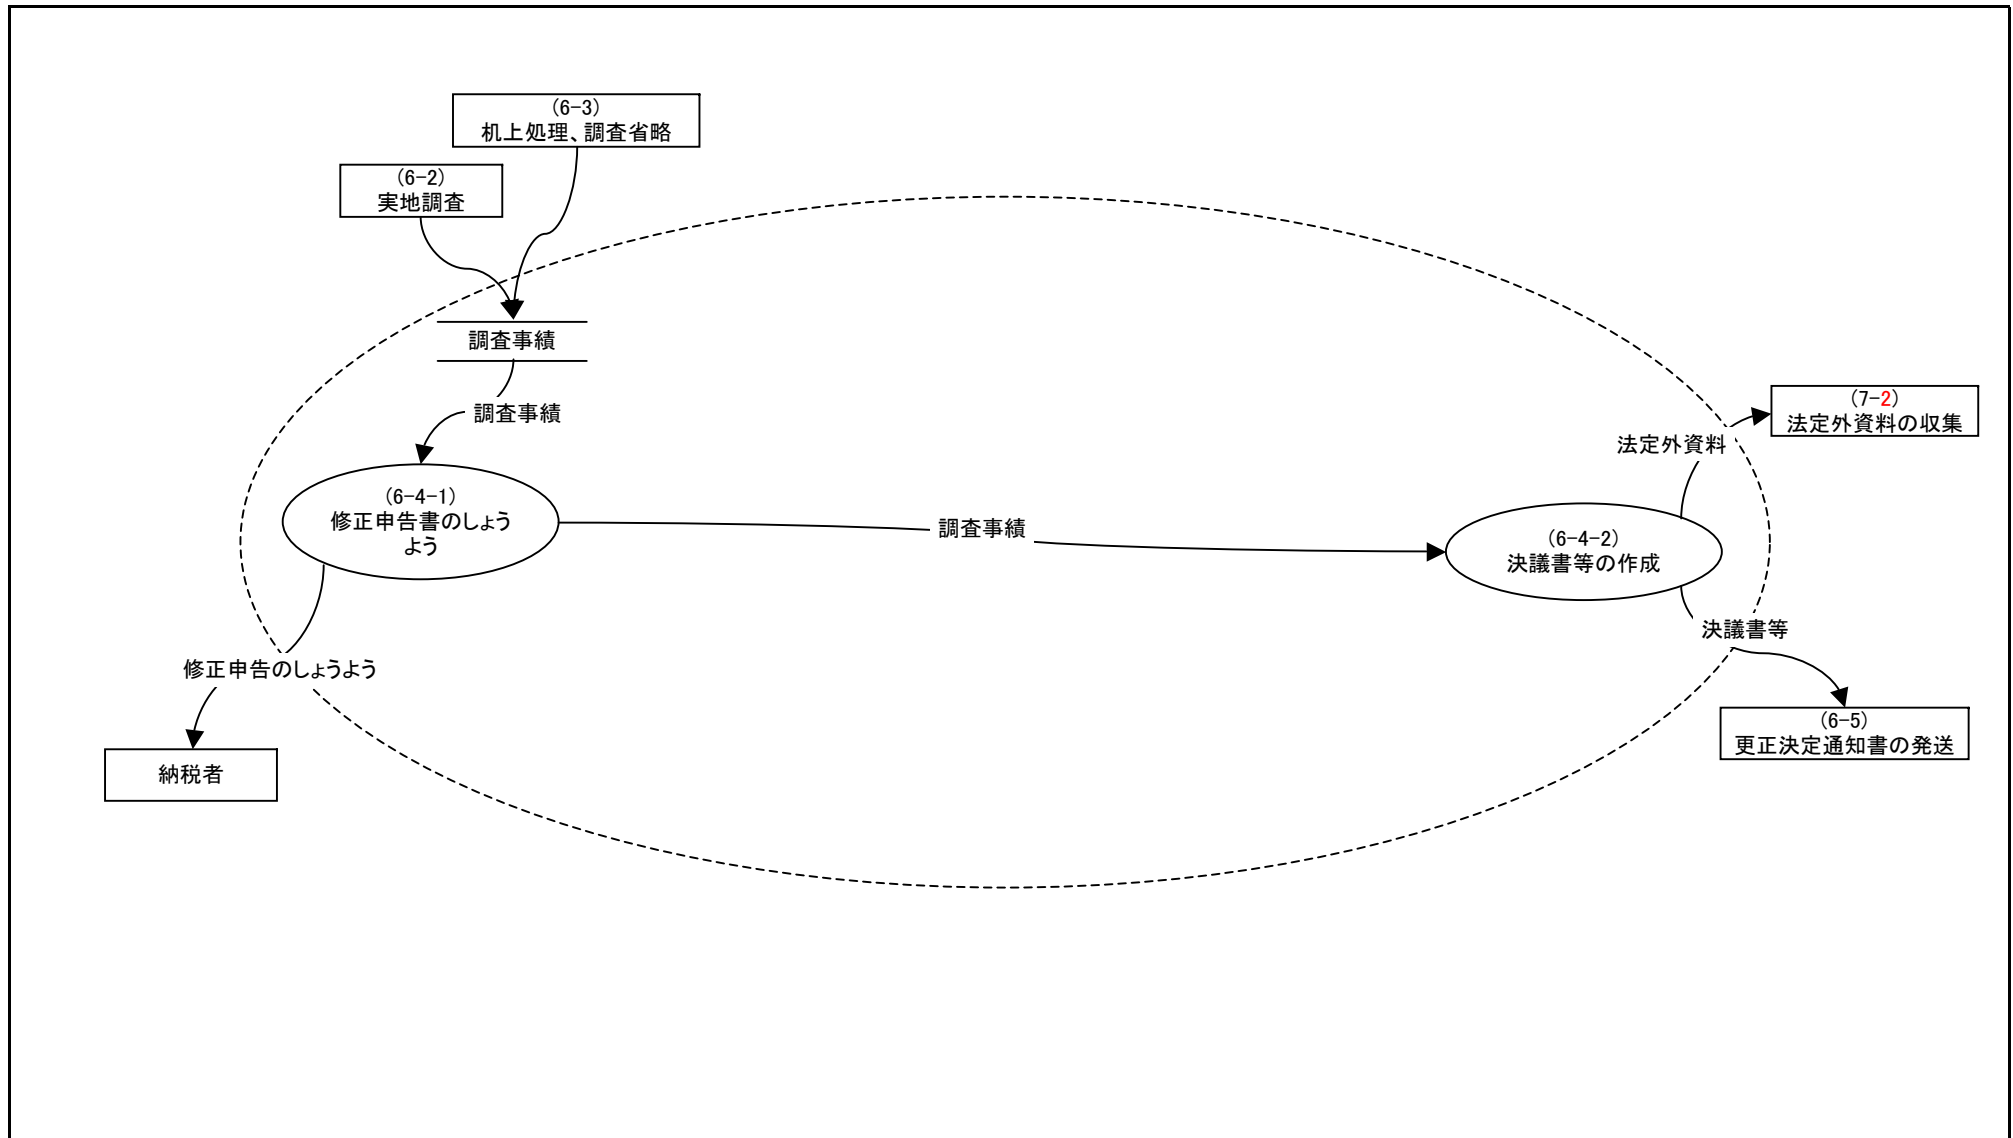 (6-3)
机上処理、調査省略
(6-2)
実地調査
調査事績
調査事績
(7-2)
法定外資料の収集
法定外資料
(6-4-1)
修正申告書のしょう
よう
調査事績
(6-4-2)
決議書等の作成
決議書等
修正申告のしょうよう
(6-5)
更正決定通知書の発送
納税者